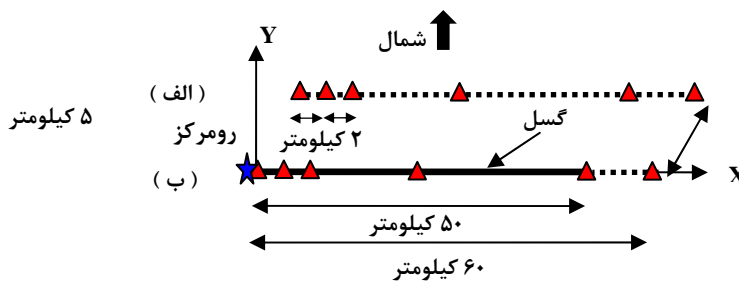 Y
شمال
( الف )
۵ کیلومتر
رومرکز
۲ کیلومتر
گسل
( ب )
X
۵۰ کیلومتر
۶۰ کیلومتر